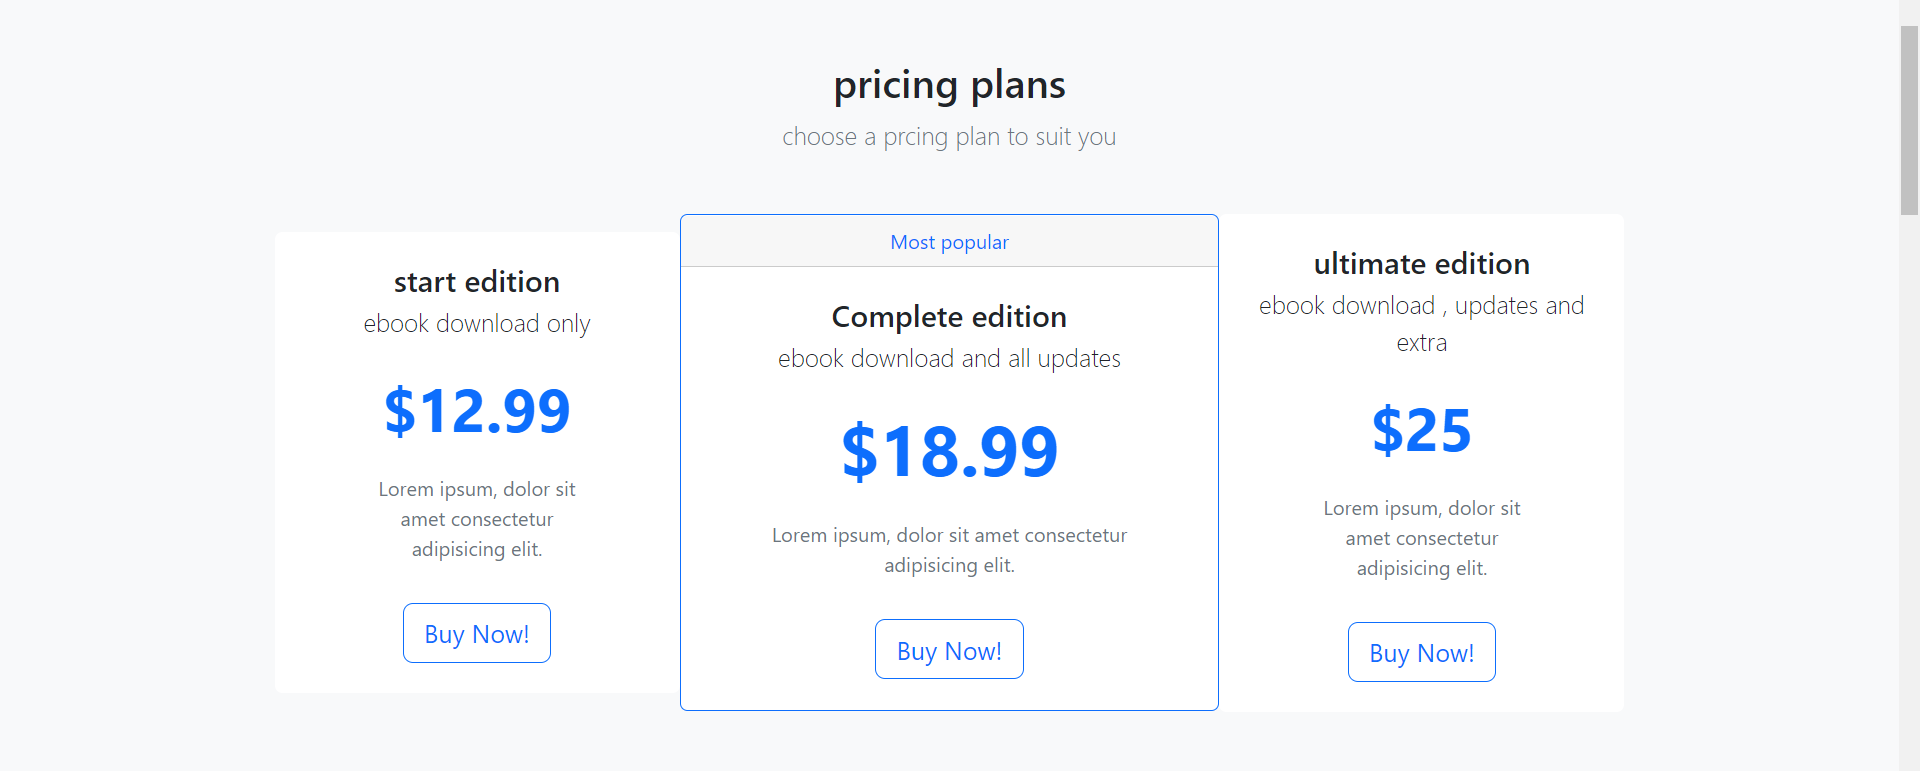 pricing plans
choose a prcing plan to suit you
start edition
ebook download only
$12.99
Lorem ipsum, dolor sit
amet consectetur
adipisicing elit.
Buy Now!
Most popular
Complete edition
ebook download and all updates
$18.99
Lorem ipsum, dolor sit amet consectetur
adipisicing elit.
Buy Now!
ultimate edition
ebook download , updates and
extra
$25
Lorem ipsum, dolor sit
amet consectetur
adipisicing elit.
Buy Now!